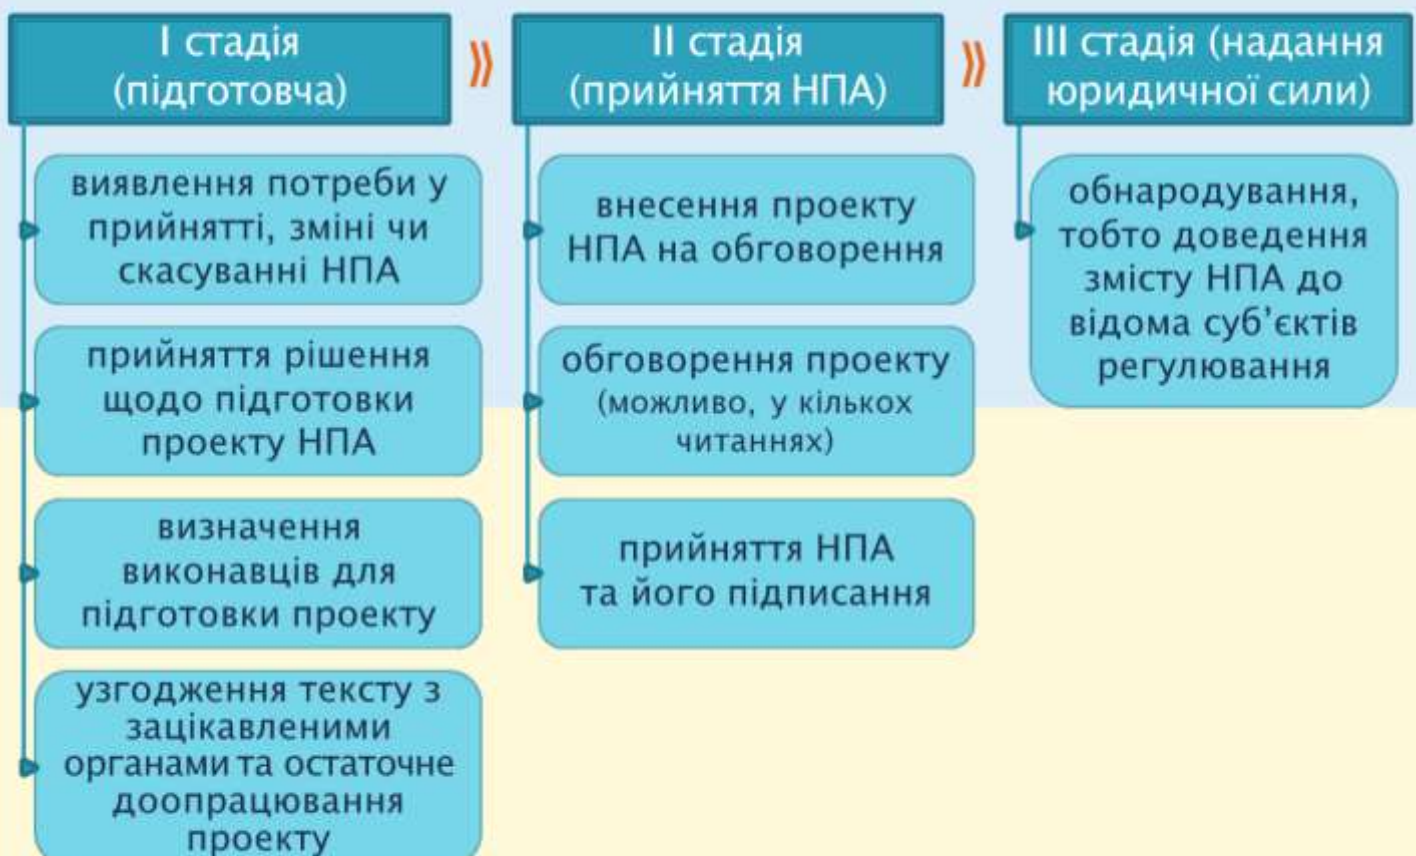 I стадія
(підготовча)
виявлення потреби у
прийнятті, зміні чи
скасуванні НПА
прийняття рішення
щодо підготовки
проекту НПА
визначення
виконавців для
підготовки проекту
узгодження тексту з
зацікавленими
органами та остаточне
доопрацювання
проекту
II стадія
(прийняття НПА)
внесення проекту
НПА на обговорення
обговорення проекту
(можливо, у кількох
читаннях)
прийняття НПА
та його підписання
III стадія (надання
юридичної сили)
обнародування,
тобто доведення
змісту НПА до
відома суб’єктів
регулювання